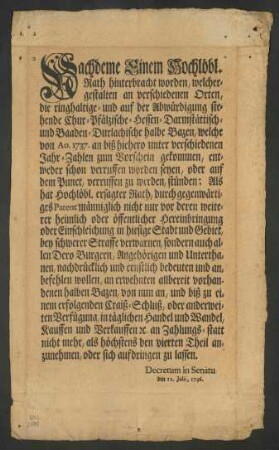 Nachdeme Einem Hochlöbl.
Rath hinterbracht worden, welcher-
gestalten an verschiedenen Orten,
die ringhaltige- und auf der Abwürdigung ste-
hende Chur-Pfältzische- Hessen-Darmstättisch-
und Baaden-Durlachische halbe Bazen, welche
von Ao. 1737. an biß hiehero unter verschiedenen
Jahr-Zahlen zum Vorschein gekommen, ent-
weder schon verruffen worden seyen, oder auf
dem Punct, verruffen zu werden, stünden: Als
hat Hochlöbl. ersagter Rath, durch gegenwärti-
ges Patent männiglich nicht nur vor deren weite-
rer heimlich oder öffentlicher Hereinbringung
oder Einschleichung in hiesige Stadt und Gebiet,
bey schwerer Straffe verwarnen, sondern auch al-
len Dero Burgern, Angehörigen und Untertha-
nen, nachdrücklich und ernstlich bedeuten und an-
befehlen wollen, an erwehnten allbereit vorhan-
denen halben Bazen, von nun an, und biß zu ei-
nem erfolgenden Craiß-Schluß, oder anderwei-
ten Verfügung, in täglichen Handel und Wandel,
Kauffen und Verkauffen ꝛc. an Zahlungs-statt
nicht mehr, als höchstens den vierten Theil an-
zunehmen, oder sich aufdringen zu lassen.
Decretum in Senatu
den 12. Julii,